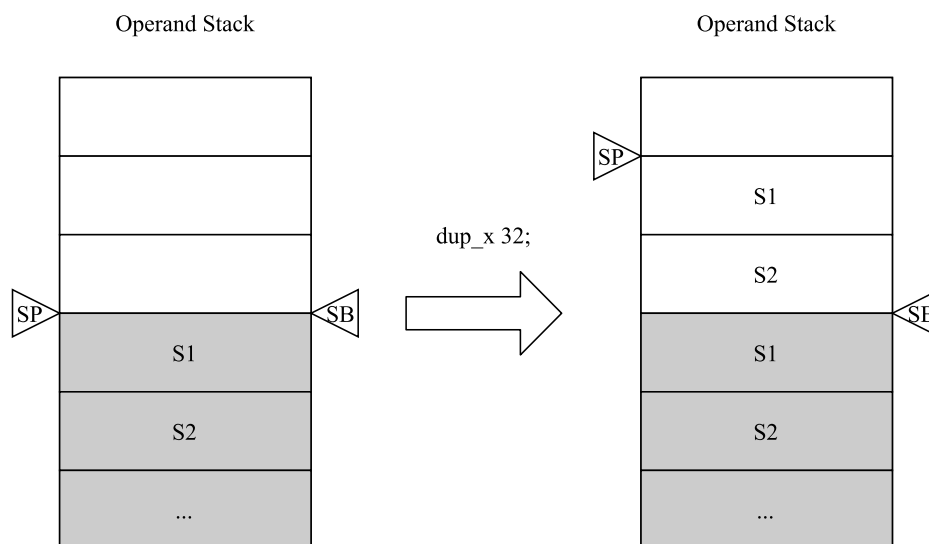 Operand Stack
Operand Stack
SP
S1
dup_x 32;
S2
SP
SB
S1
S1
S2
S2
...
...